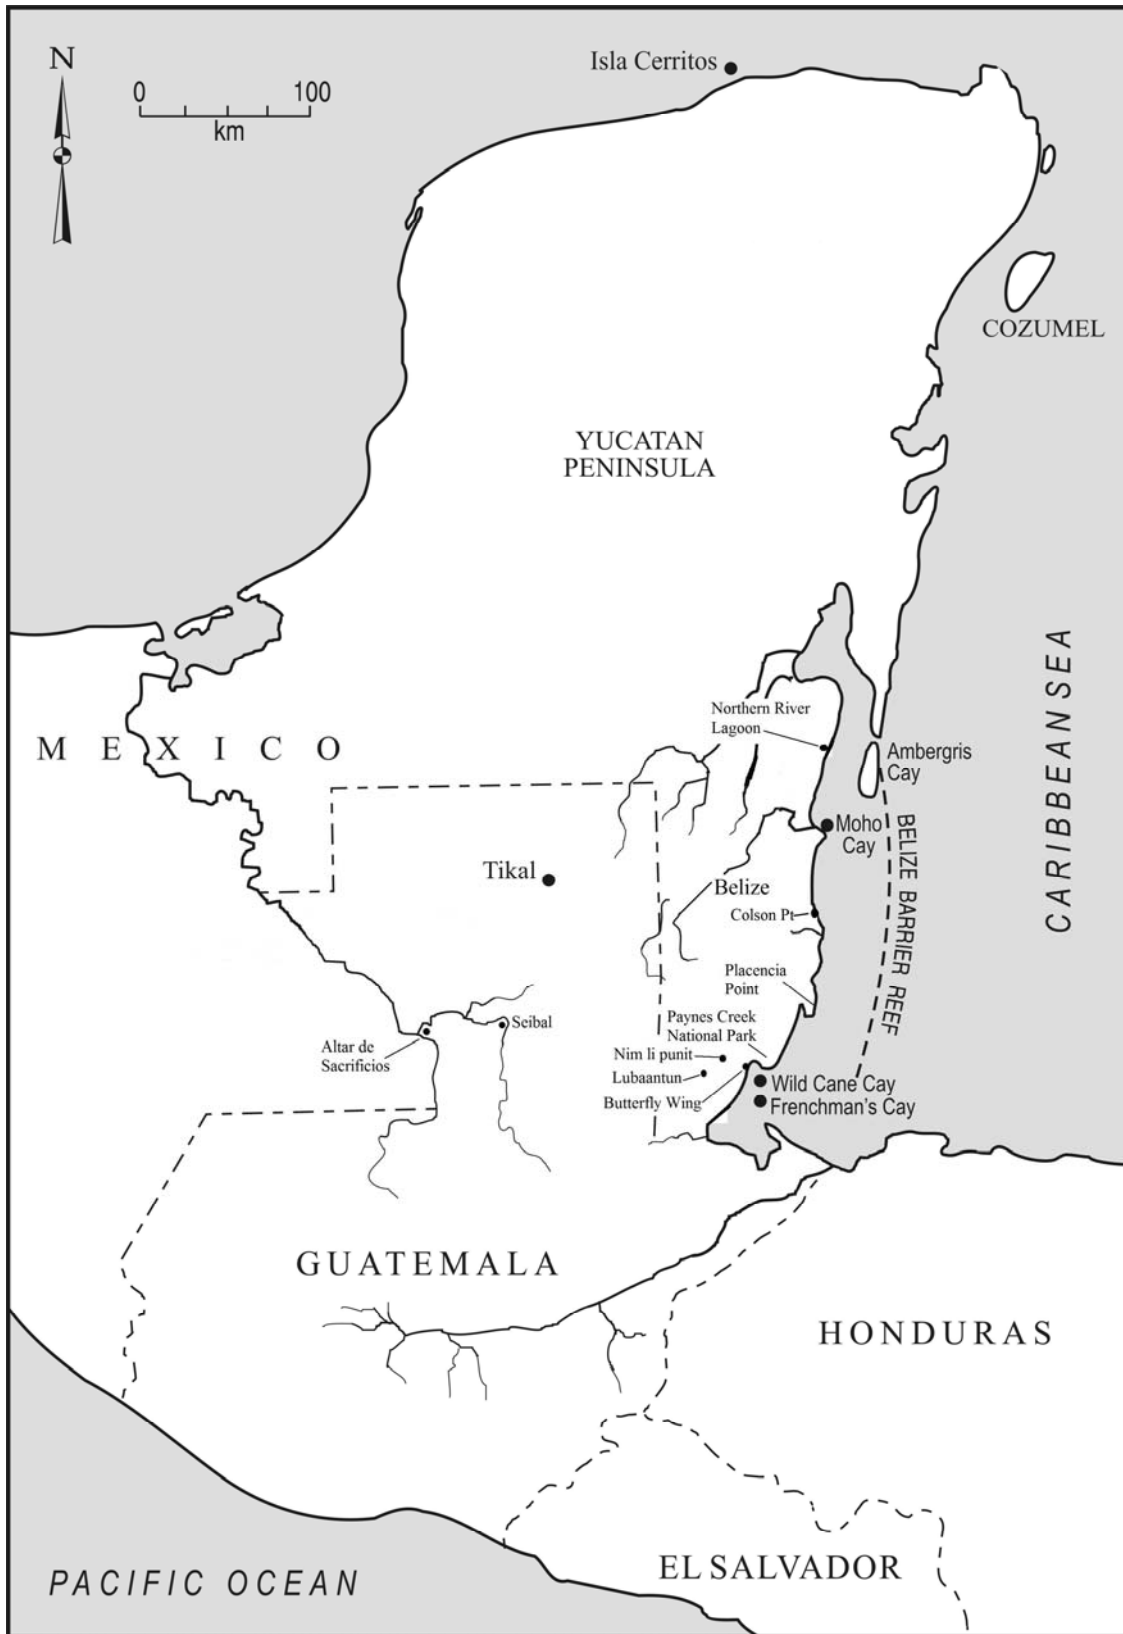 Isla Cerritos
N
0 100
km
COZUMEL
YUCATAN
PENINSULA
CARIBBEANSEA
Northern River
Lagoon
MEXICO
Ambergris
Cay
Moho
Cay
BELIZE BARRIER REEF
Tikal
Belize
Colson Pt
Placencia
Point
Paynes Creek
National Park
Seibal
Altar de
Sacrificios
Nim li punit
Lubaantun
Butterfly Wing
Wild Cane Cay
Frenchman's Cay
GUATEMALA
HONDURAS
EL SALVADOR
PACIFIC OCEAN